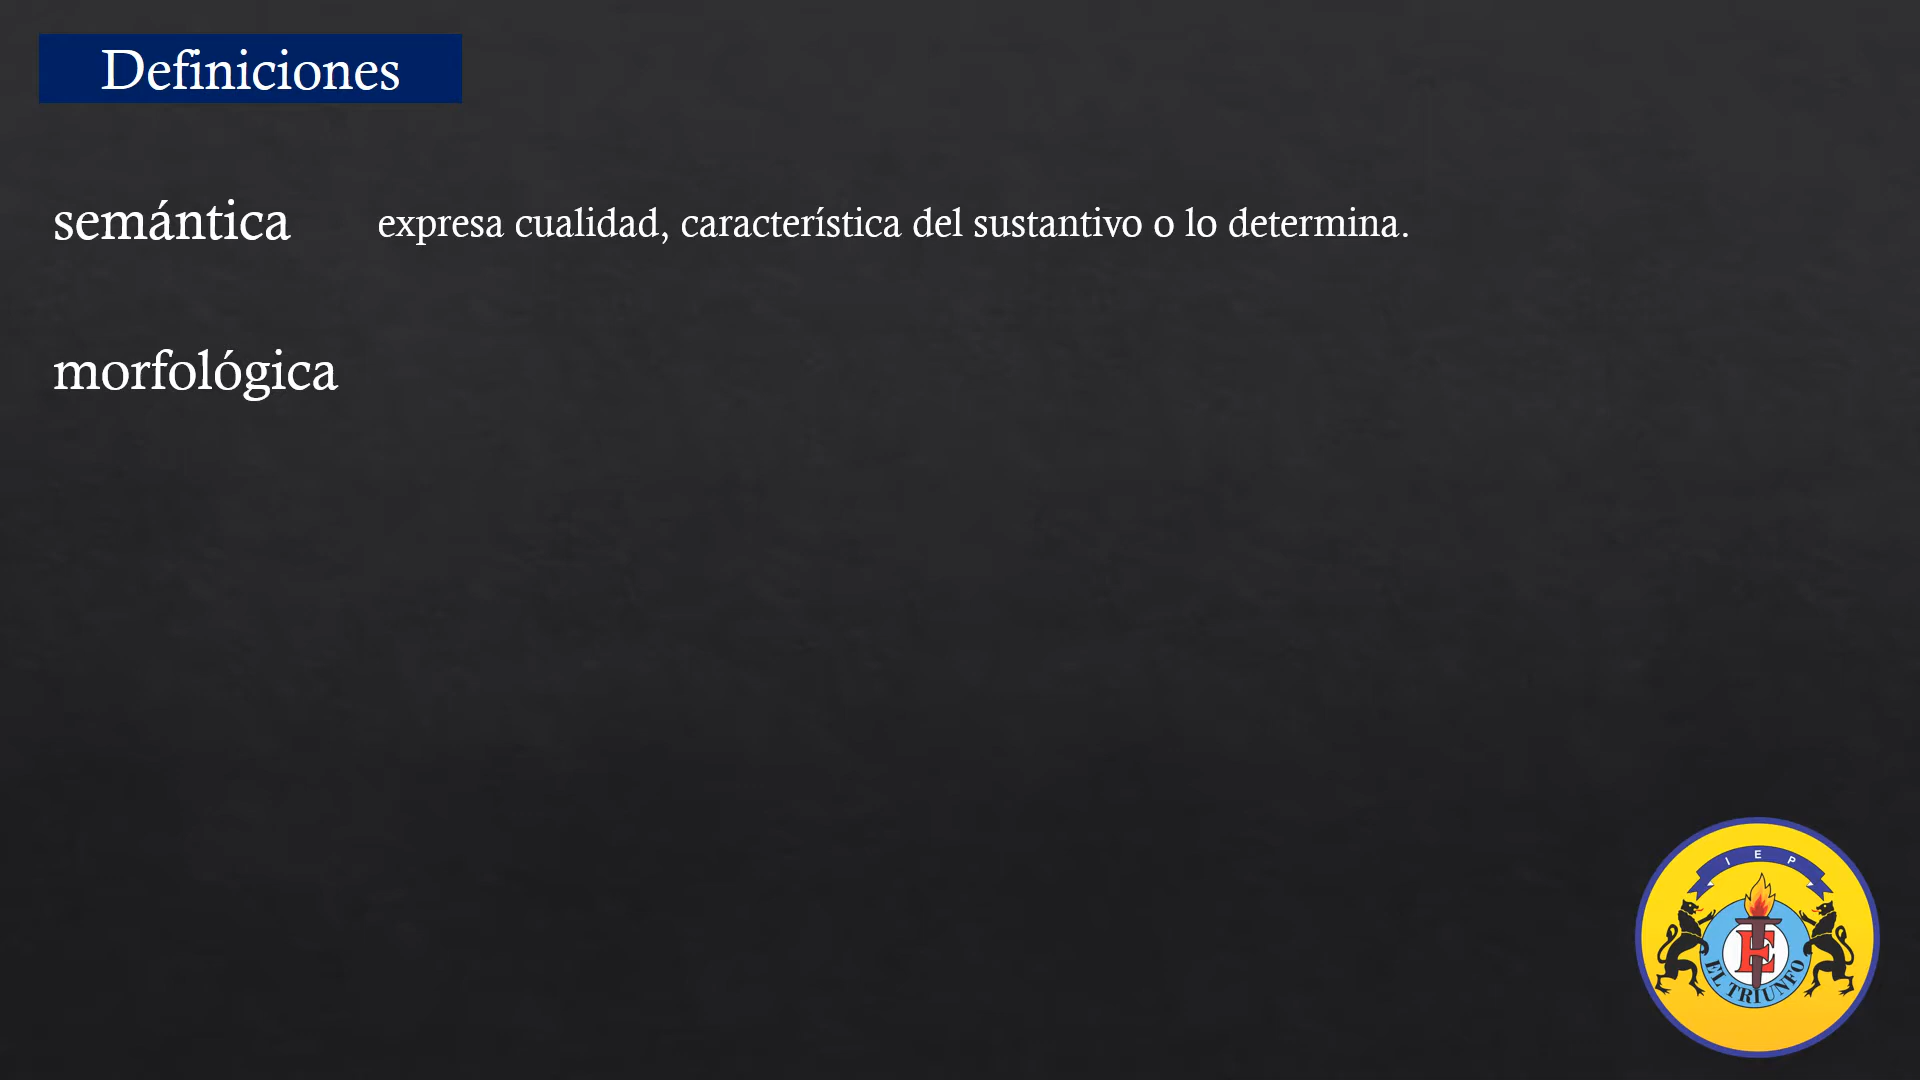 Definiciones
semántica expresa cualidad, característica del sustantivo o lo determina.
morfológica
I E P
E
EL TRIUNFO